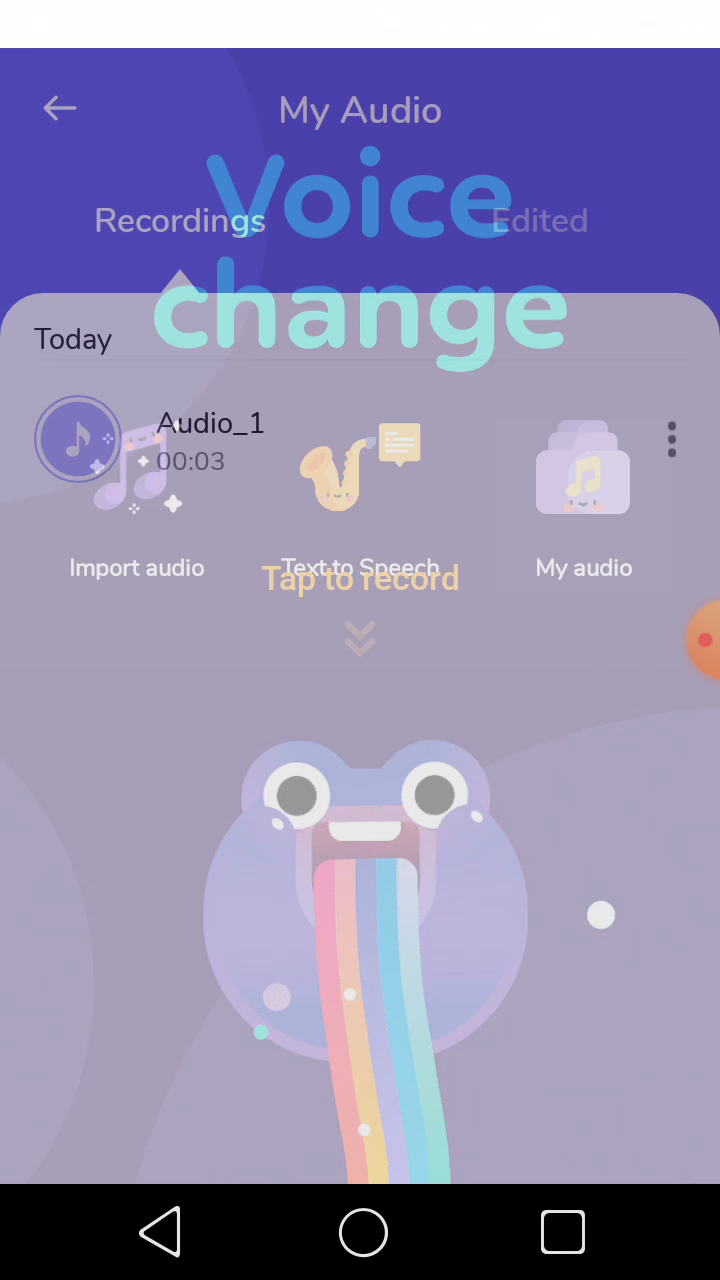 My Audio
Voice
Recordings
Edited
change
Today
Audio_1
00:03
Import audio
Text to Speech
My audio
Tap to record